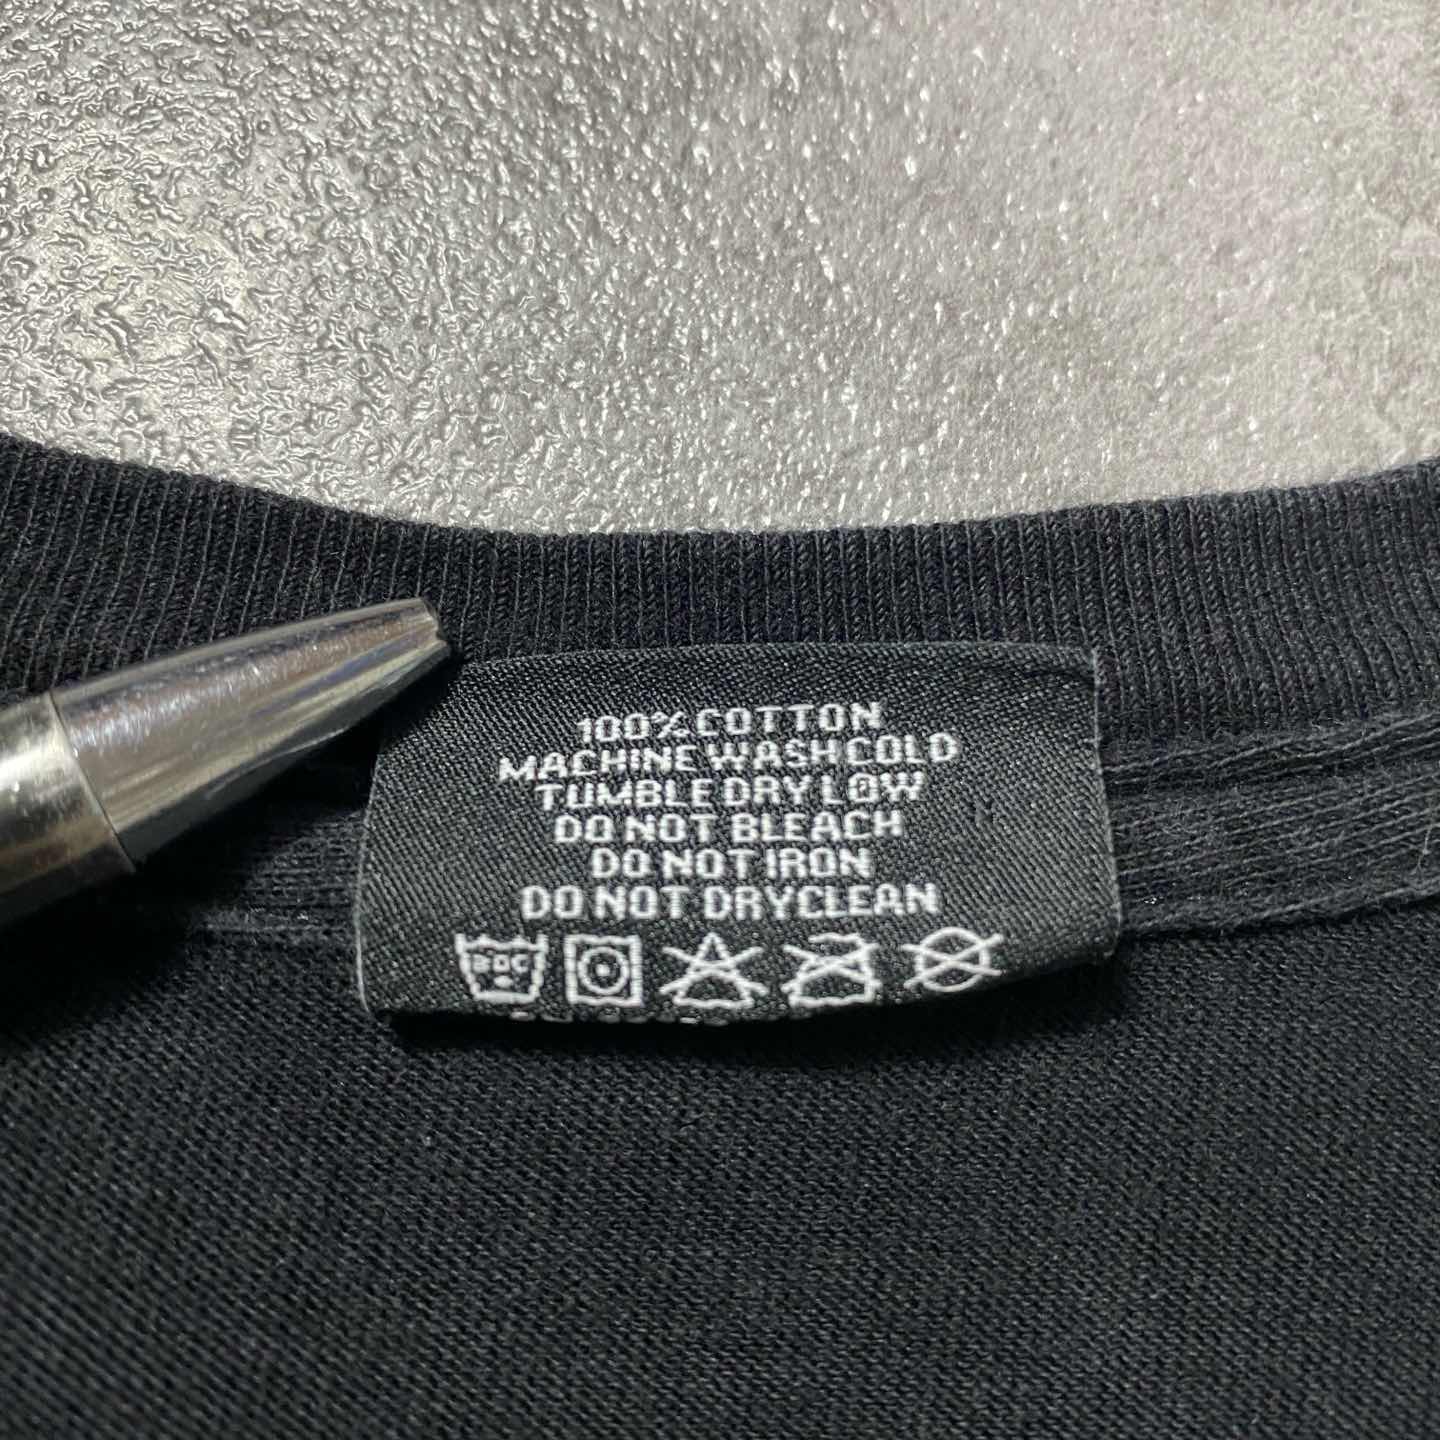 100% COTTON
MACHINE WASH COLD
TUMBLE DRY LOW
DO NOT BLEACH
DO NOT IRON
DO NOT DRYCLEAN